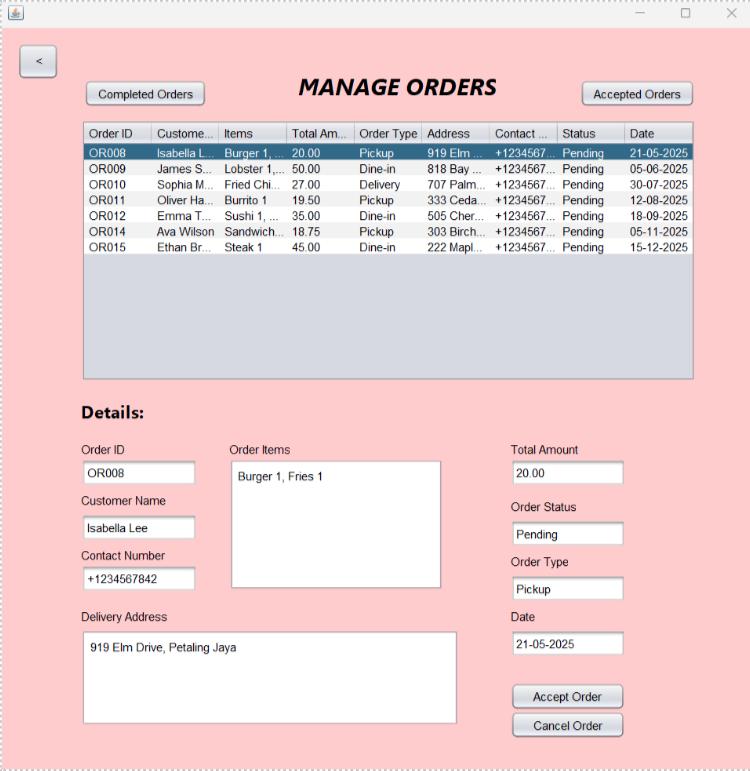 <
Completed Orders
MANAGE ORDERS
Accepted Orders
Order ID Custome... Items Total Am... Order Type Address Contact ... Status Date
OR008 Isabella L... Burger 1, ... 20.00 Pickup 919 Elm ... +1234567... Pending 21-05-2025
OR009 James S... Lobster 1,... 50.00 Dine-in 818 Bay ... +1234567... Pending 05-06-2025
OR010 Sophia M... Fried Chi... 27.00 Delivery 707 Palm... +1234567... Pending 30-07-2025
OR011 Oliver Ha... Burrito 1 19.50 Pickup 333 Ceda... +1234567... Pending 12-08-2025
OR012 Emma T... Sushi 1, ... 35.00 Dine-in 505 Cher... +1234567... Pending 18-09-2025
OR014 Ava Wilson Sandwich... 18.75 Pickup 303 Birch... +1234567... Pending 05-11-2025
OR015 Ethan Br... Steak 1 45.00 Dine-in 222 Mapl... +1234567... Pending 15-12-2025
Details:
Order ID
OR008
Customer Name
Isabella Lee
Contact Number
+1234567842
Order Items
Burger 1, Fries 1
Delivery Address
919 Elm Drive, Petaling Jaya
Total Amount
20.00
Order Status
Pending
Order Type
Pickup
Date
21-05-2025
Accept Order
Cancel Order